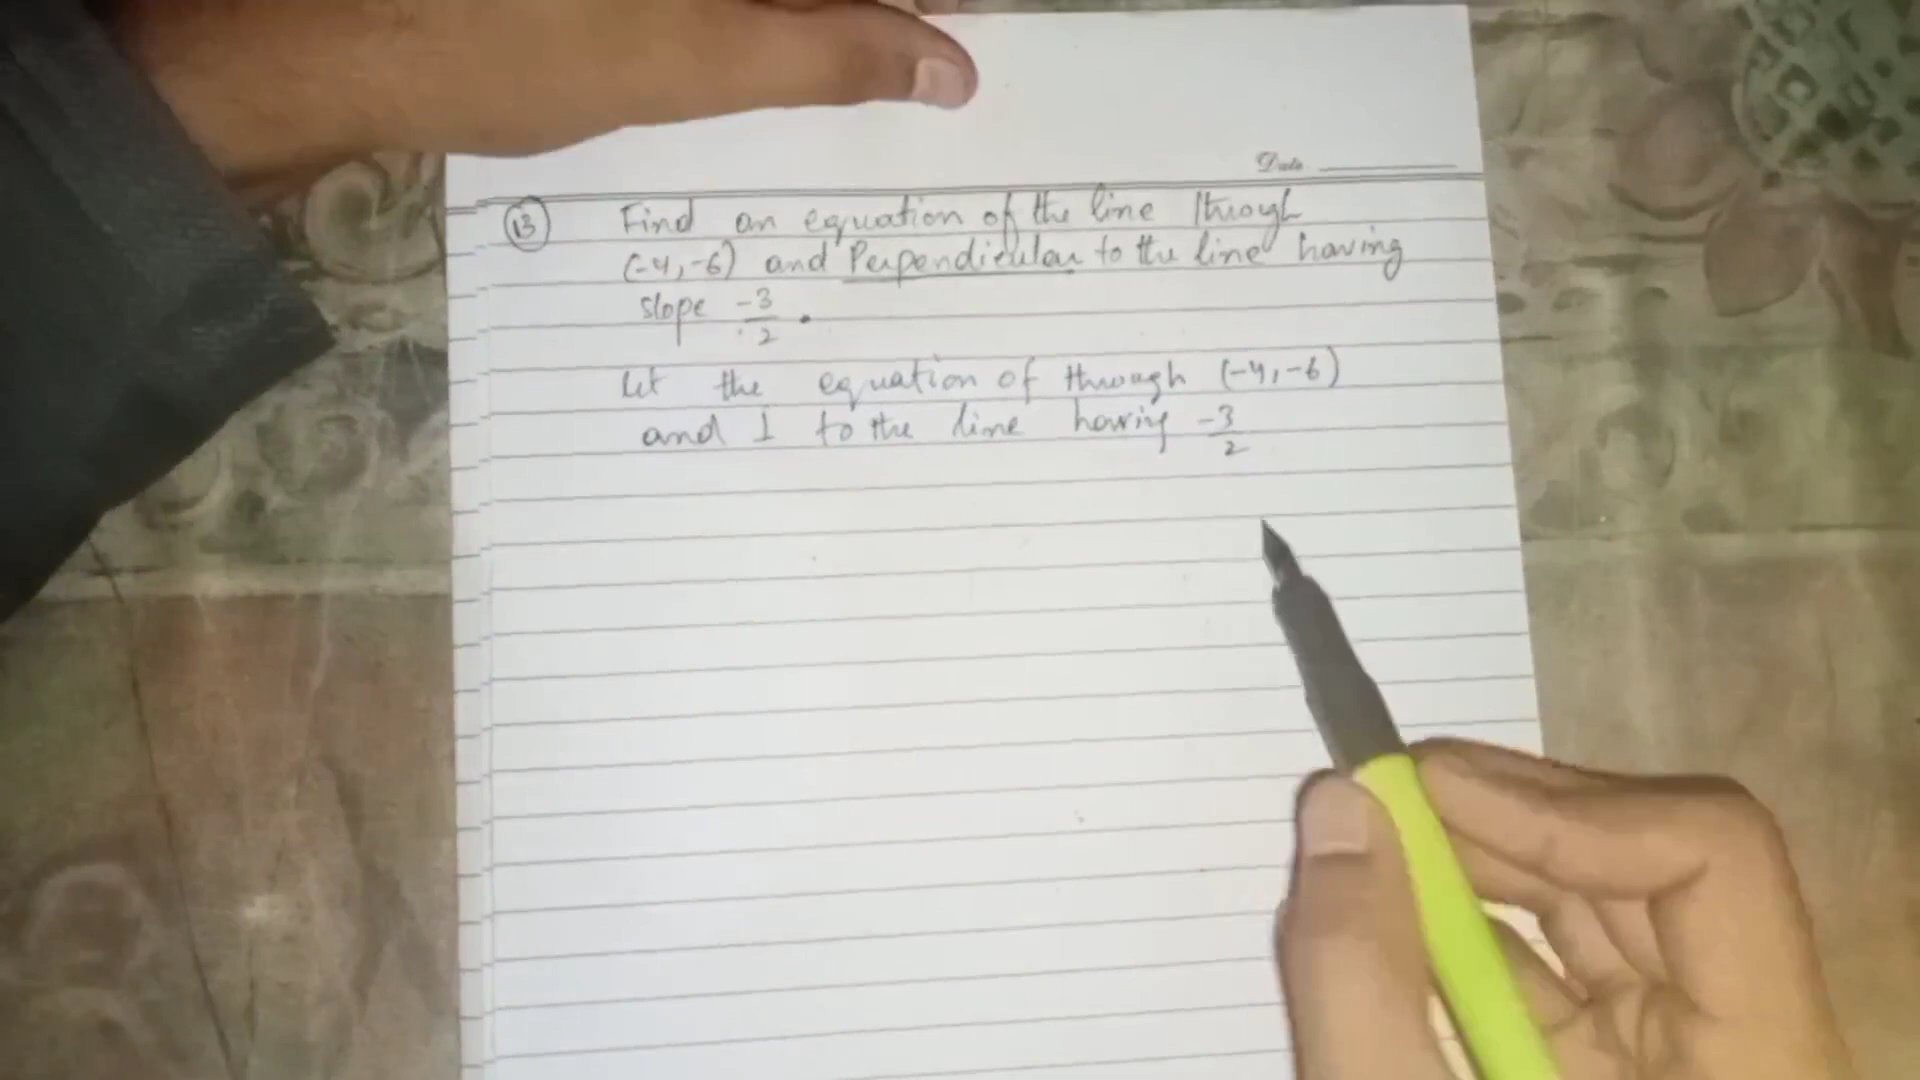 Date
13 Find an equation of the line through
(-4,-6) and Perpendicular to the line having
slope -3/2.
let the equation of through (-4,-6)
and ⊥ to the line having -3/2